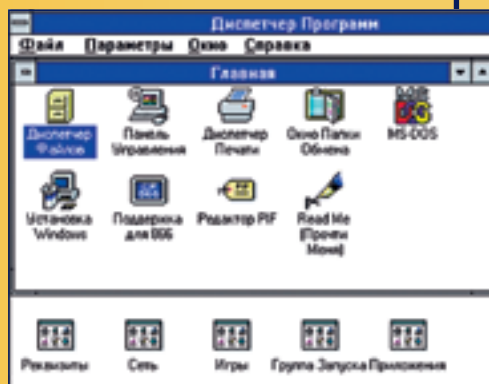 Диспетчер Программ
Файл Параметры Окно Справка
Главная
Диспетчер Файлов
Панель Управления
Диспетчер Печати
Окно Папки Обмена
MS-DOS
Установка Windows
Поддержка для 866
Редактор PIF
Read Me (Прочти Меня)
Реквизиты
Сеть
Игры
Группа Запуска
Приложения